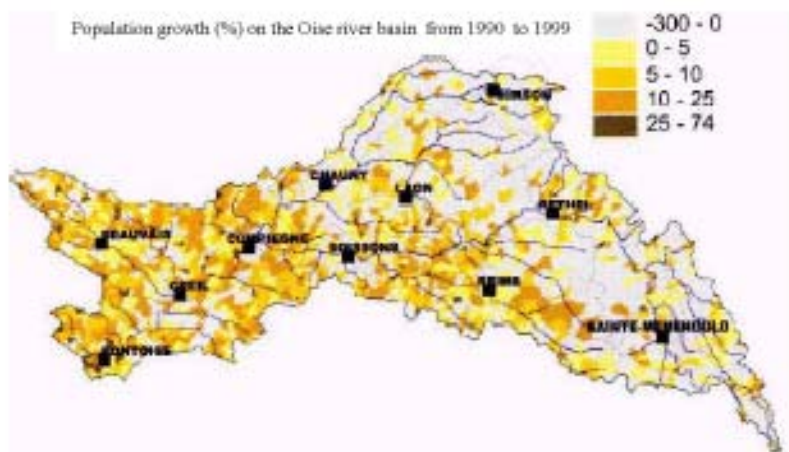 Population growth (%) on the Oise river basin from 1990 to 1999
-300 - 0
0 - 5
5 - 10
10 - 25
25 - 74
HIRSON
CHAUNY
LAON
RETHEL
BEAUVAIS
COMPIEGNE
SOISSONS
CREIL
REIMS
SAINTE-MENEHOULD
PONTOISE